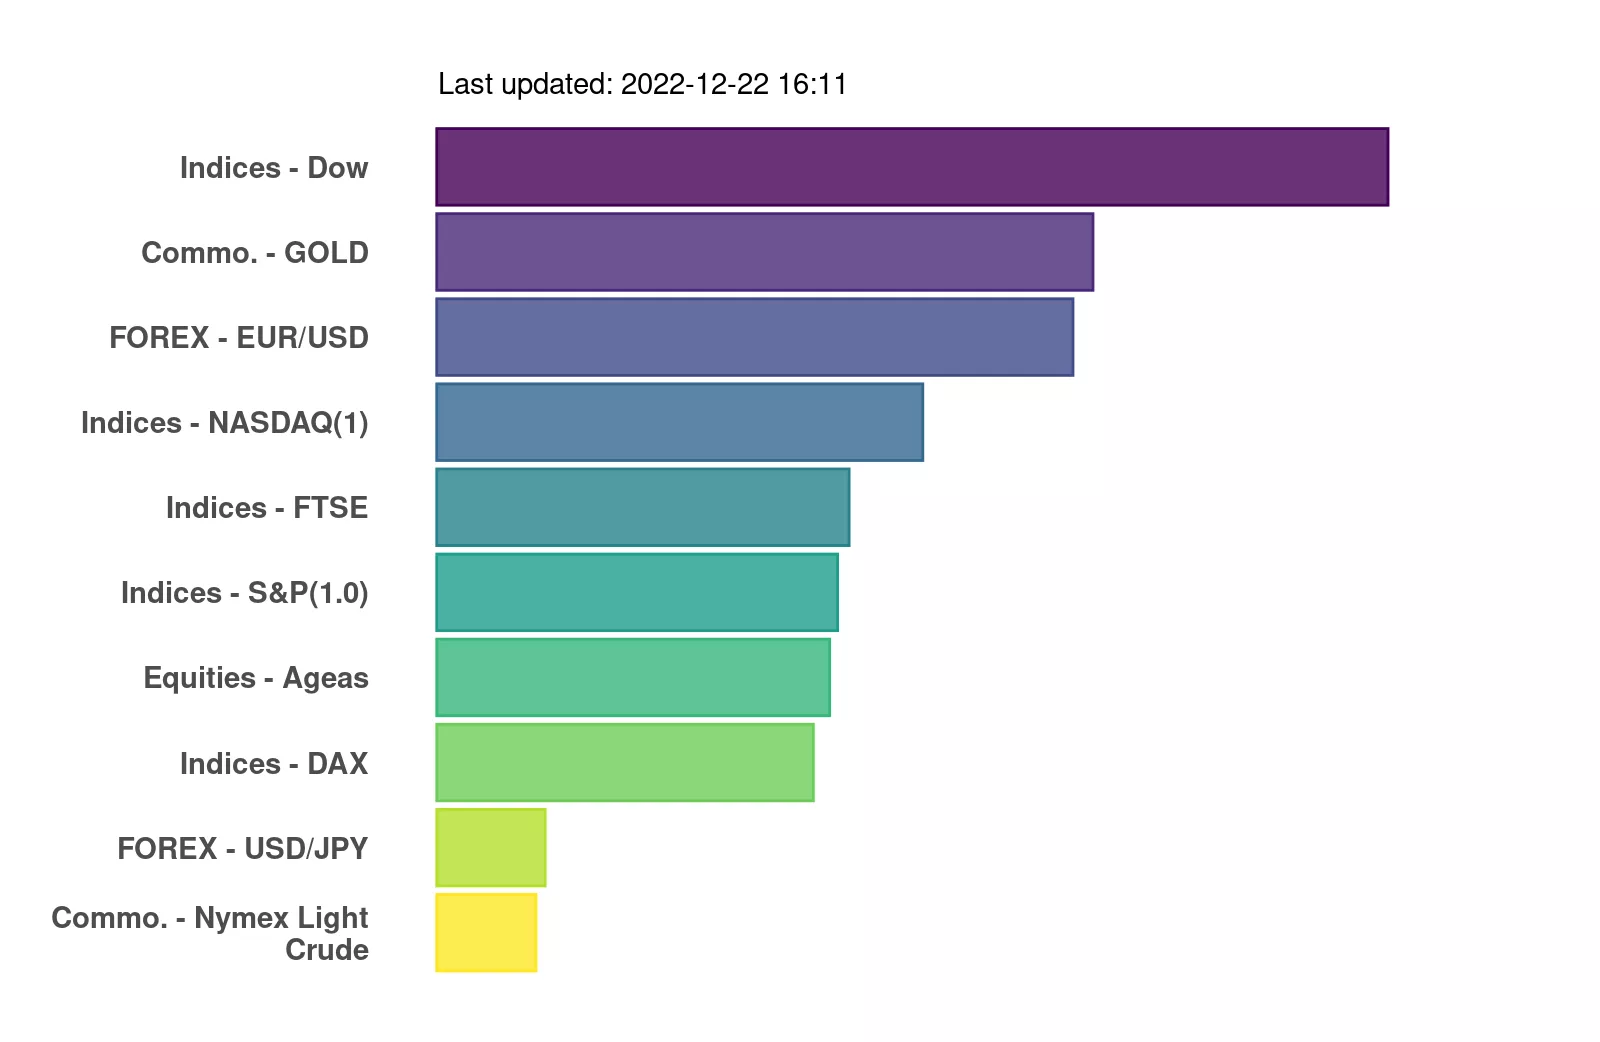 Last updated: 2022-12-22 16:11
Indices - Dow
Commo. - GOLD
FOREX - EUR/USD
Indices - NASDAQ(1)
Indices - FTSE
Indices - S&P(1.0)
Equities - Ageas
Indices - DAX
FOREX - USD/JPY
Commo. - Nymex Light
Crude